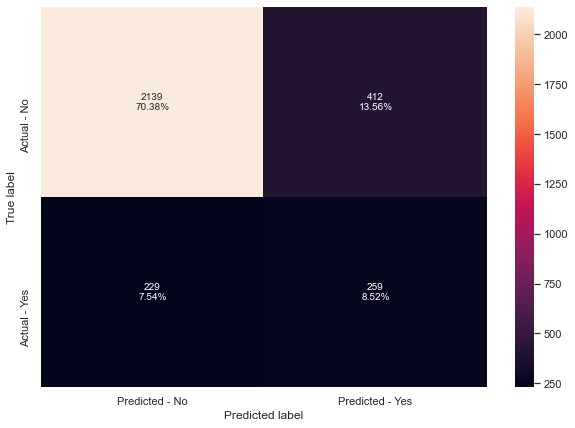 2139
70.38%
412
13.56%
229
7.54%
259
8.52%
True label
Actual - No
Actual - Yes
Predicted - No
Predicted - Yes
Predicted label
2000
1750
1500
1250
1000
750
500
250